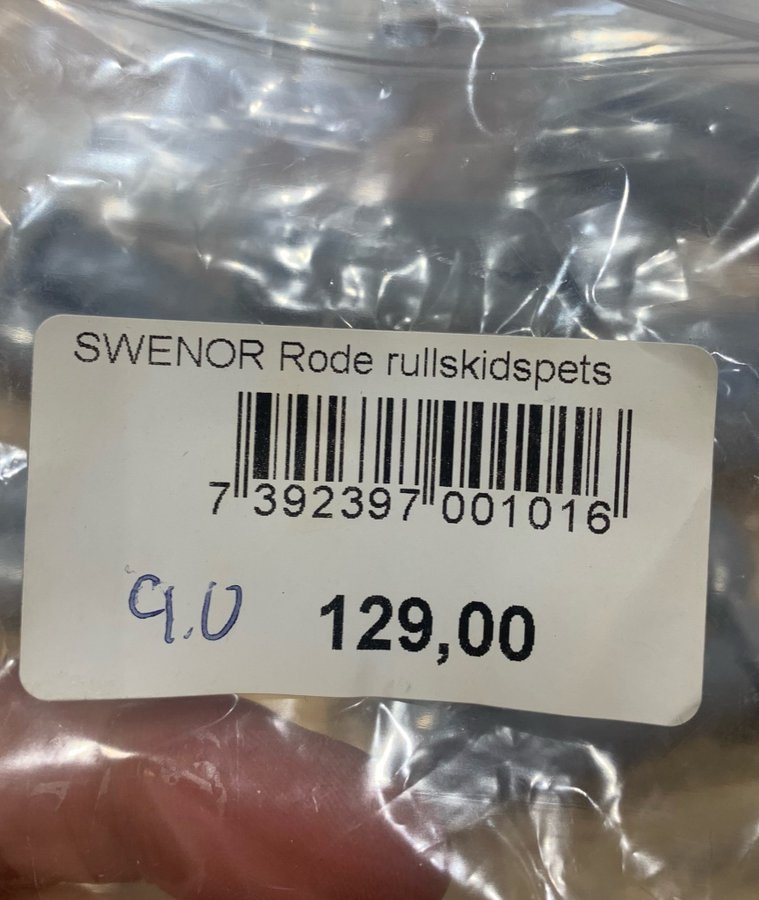 SWENOR Rode rullskidspets
7 392397 001016
9.0 129,00